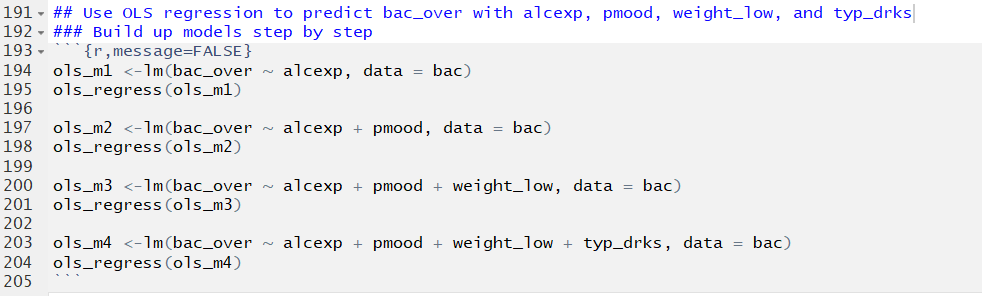 191 ## Use OLS regression to predict bac_over with alcexp, pmood, weight_low, and typ_drks
192 ### Build up models step by step
193 ```{r,message=FALSE}
194 ols_m1 <-lm(bac_over ~ alcexp, data = bac)
195 ols_regress(ols_m1)
196
197 ols_m2 <-lm(bac_over ~ alcexp + pmood, data = bac)
198 ols_regress(ols_m2)
199
200 ols_m3 <-lm(bac_over ~ alcexp + pmood + weight_low, data = bac)
201 ols_regress(ols_m3)
202
203 ols_m4 <-lm(bac_over ~ alcexp + pmood + weight_low + typ_drks, data = bac)
204 ols_regress(ols_m4)
205 ```